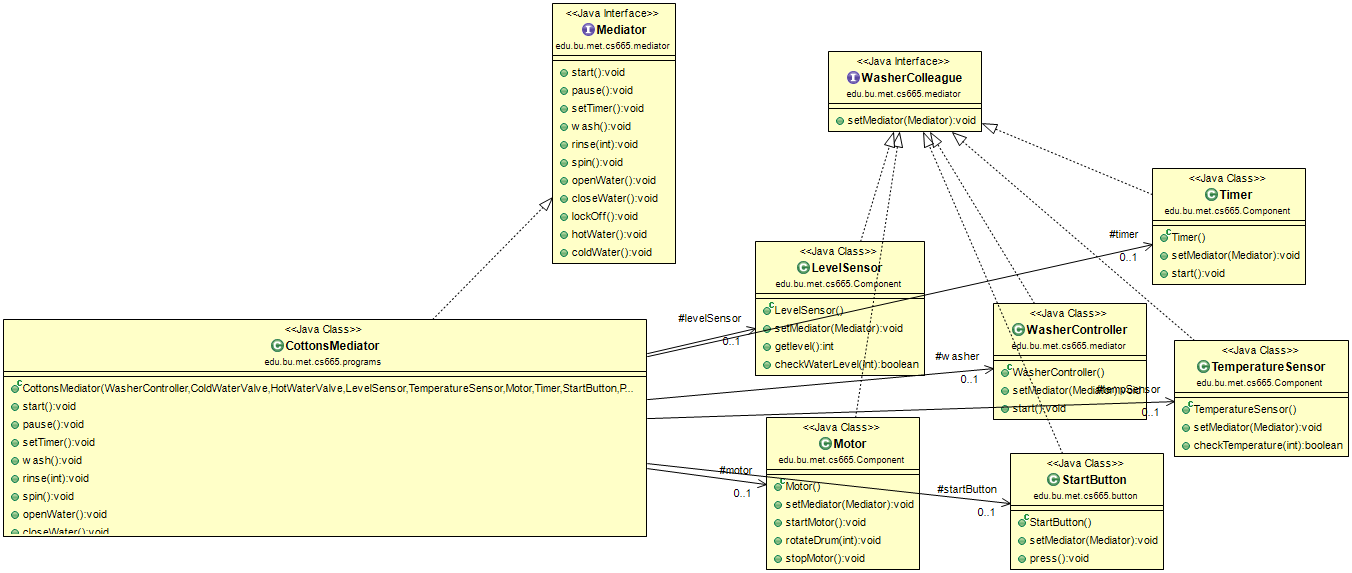 <<Java Interface>>
Mediator
edu.bu.met.cs665.mediator
start():void
pause():void
setTimer():void
wash():void
rinse(int):void
spin():void
openWater():void
closeWater():void
lockOff():void
hotWater():void
coldWater():void
<<Java Interface>>
WasherColleague
edu.bu.met.cs665.mediator
setMediator(Mediator):void
<<Java Class>>
Timer
edu.bu.met.cs665.Component
Timer()
setMediator(Mediator):void
start():void
#timer
0..1
<<Java Class>>
LevelSensor
edu.bu.met.cs665.Component
LevelSensor()
setMediator(Mediator):void
getlevel():int
checkWaterLevel(int):boolean
#levelSensor
0..1
<<Java Class>>
WasherController
edu.bu.met.cs665.mediator
WasherController()
setMediator(Mediator):void
start():void
#washer
0..1
<<Java Class>>
TemperatureSensor
edu.bu.met.cs665.Component
TemperatureSensor()
setMediator(Mediator):void
checkTemperature(int):boolean
#tempSensor
0..1
<<Java Class>>
CottonsMediator
edu.bu.met.cs665.programs
CottonsMediator(WasherController,ColdWaterValve,HotWaterValve,LevelSensor,TemperatureSensor,Motor,Timer,StartButton,P...
start():void
pause():void
setTimer():void
wash():void
rinse(int):void
spin():void
openWater():void
closeWater():void
<<Java Class>>
Motor
edu.bu.met.cs665.Component
Motor()
setMediator(Mediator):void
startMotor():void
rotateDrum(int):void
stopMotor():void
#motor
0..1
<<Java Class>>
StartButton
edu.bu.met.cs665.button
StartButton()
setMediator(Mediator):void
press():void
#startButton
0..1